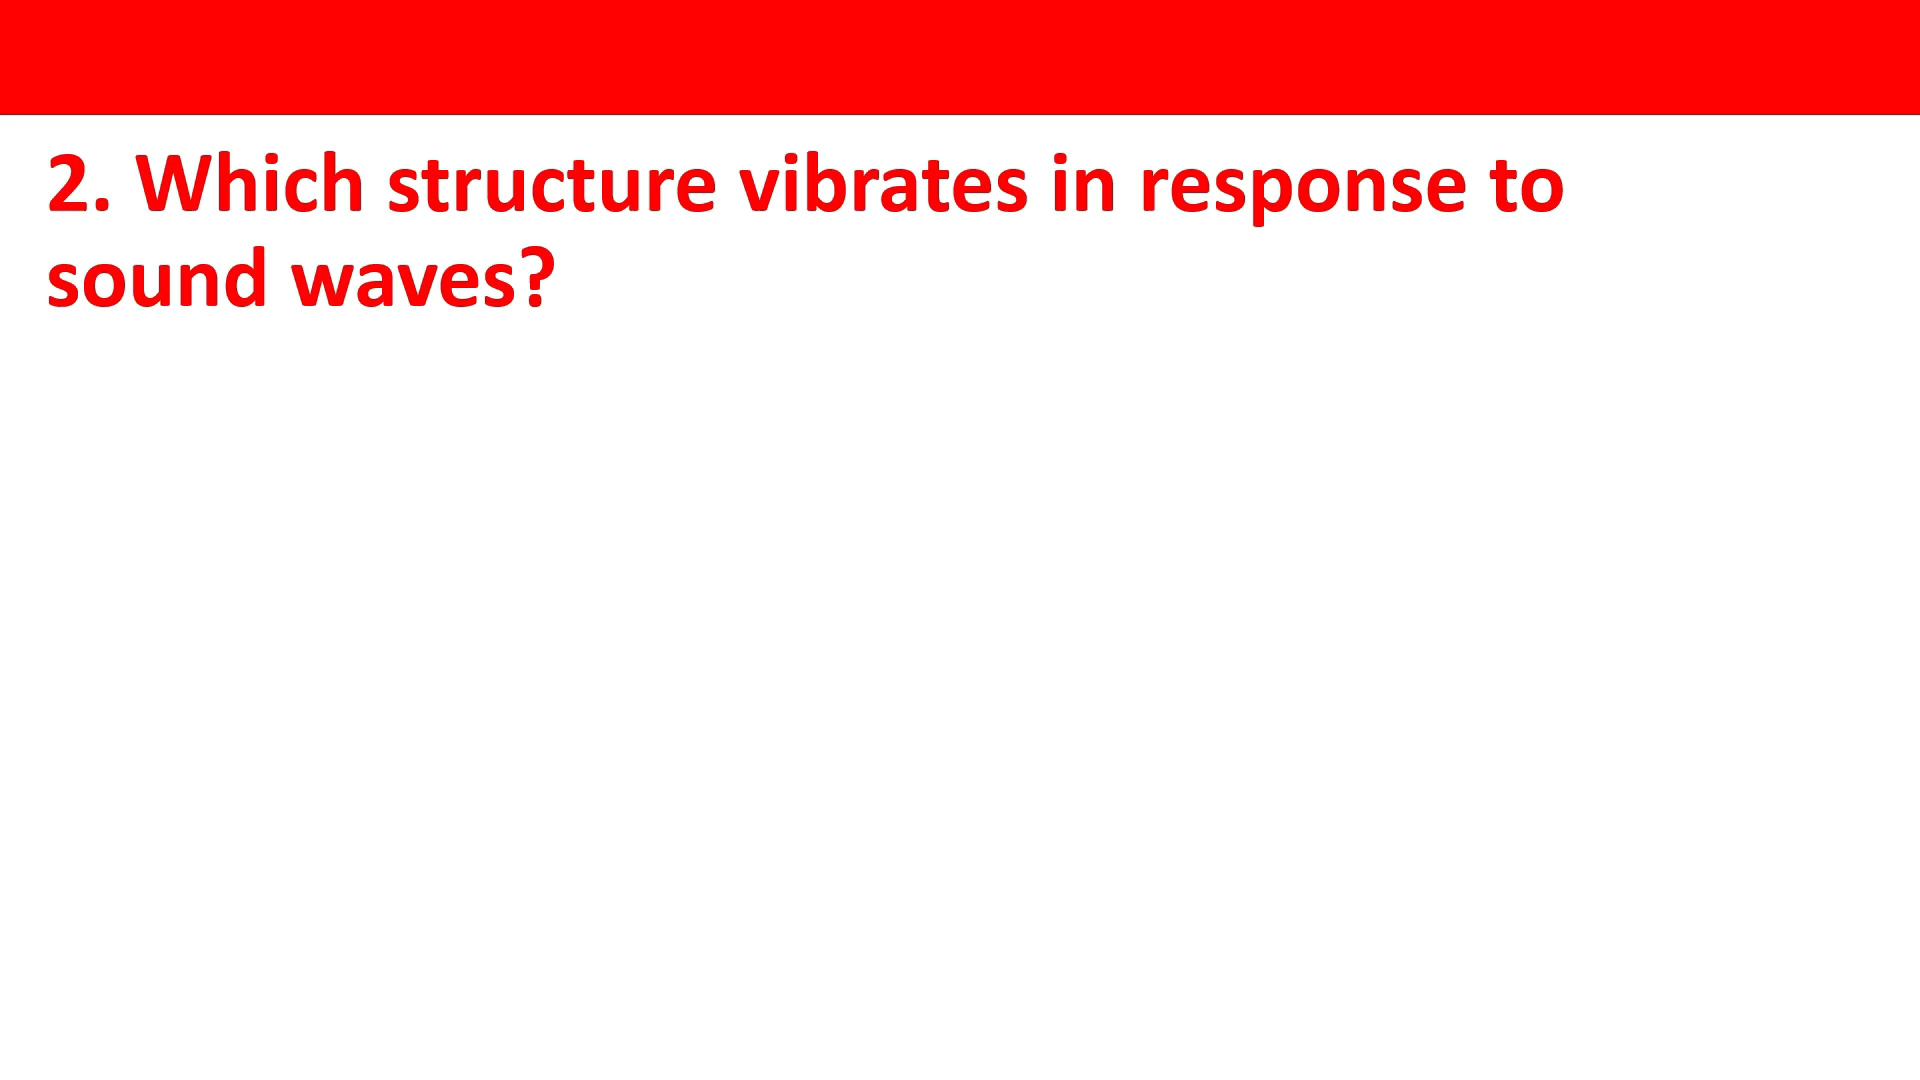 2. Which structure vibrates in response to
sound waves?